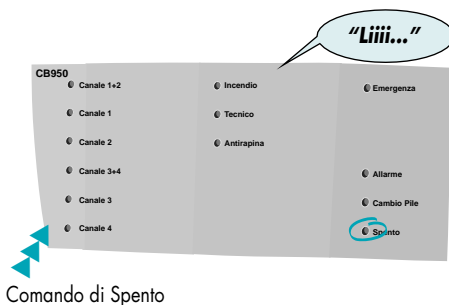 “Liiii...”
CB950
Canale 1+2
Canale 1
Canale 2
Canale 3+4
Canale 3
Canale 4
Incendio
Tecnico
Antirapina
Emergenza
Allarme
Cambio Pile
Spento
Comando di Spento